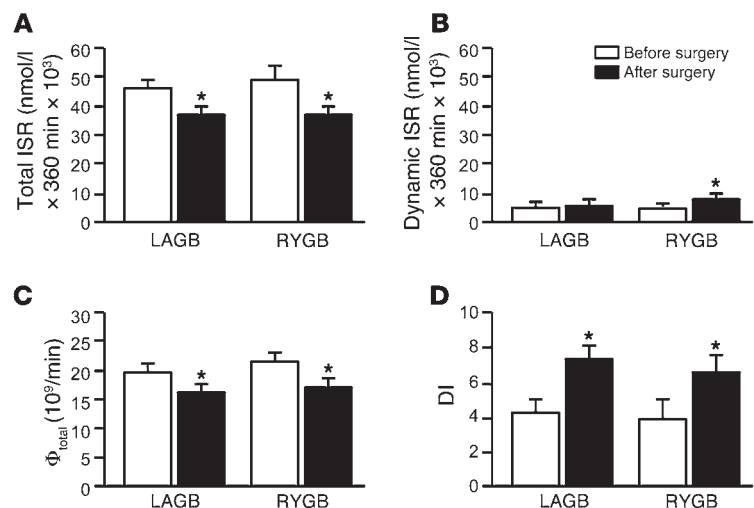 A
Total ISR (nmol/l
× 360 min × 10³)
60
50
40
30
20
10
0
*
*
LAGB
RYGB
B
Dynamic ISR (nmol/l
× 360 min × 10³)
60
50
40
30
20
10
0
Before surgery
After surgery
*
LAGB
RYGB
C
Φtotal (10⁹/min)
30
25
20
15
10
5
0
*
*
LAGB
RYGB
D
DI
10
8
6
4
2
0
*
*
LAGB
RYGB